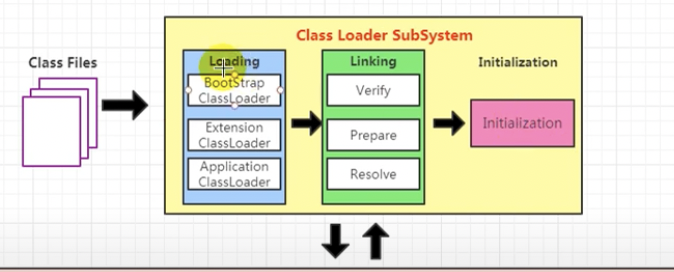 Class Loader SubSystem
Class Files
Loading
Linking
Initialization
BootStrap
ClassLoader
Extension
ClassLoader
Application
ClassLoader
Verify
Prepare
Resolve
Initialization